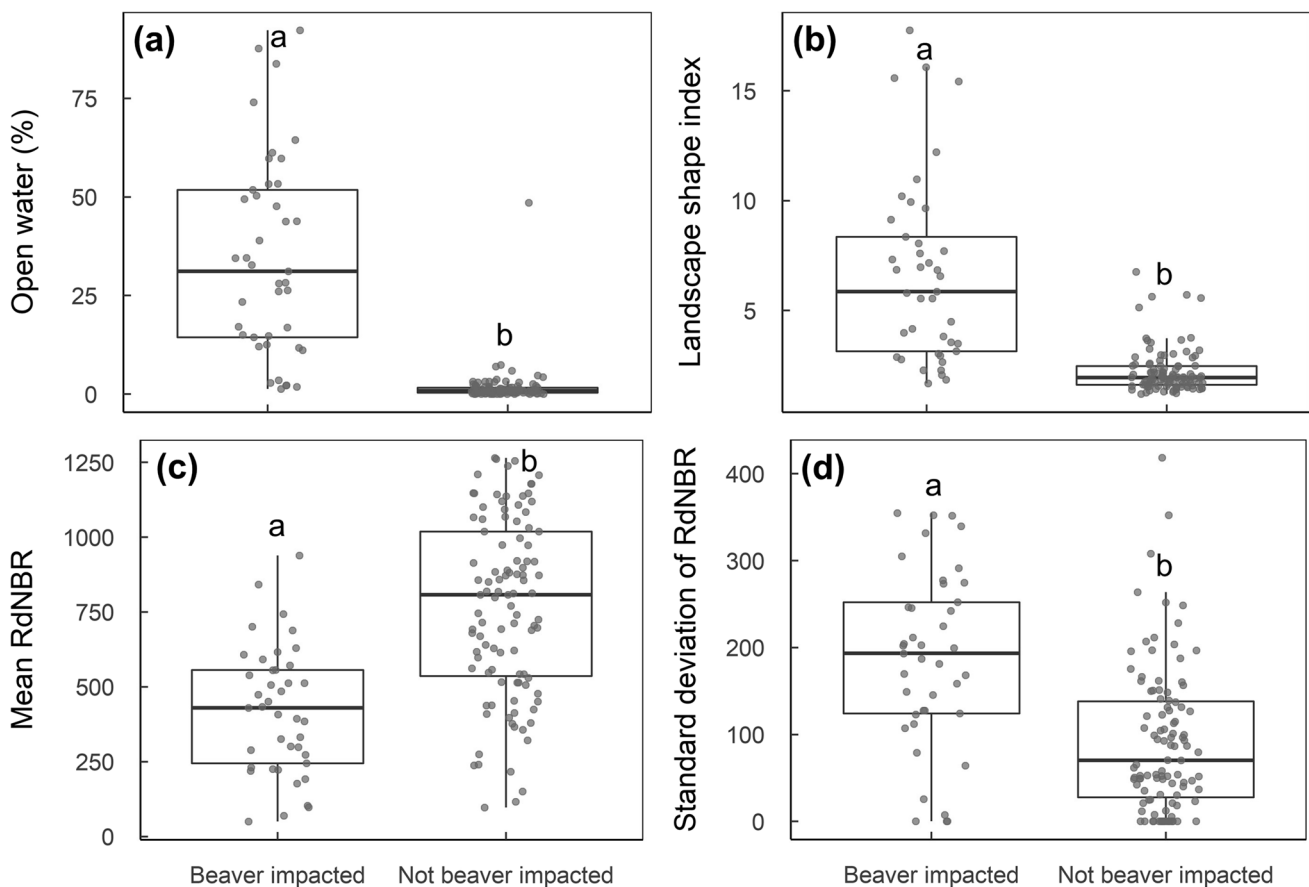 (a)
a
b
Open water (%)
75
50
25
0
(b)
a
b
Landscape shape index
15
10
5
(c)
a
b
Mean RdNBR
1250
1000
750
500
250
0
Beaver impacted
Not beaver impacted
(d)
a
b
Standard deviation of RdNBR
400
300
200
100
0
Beaver impacted
Not beaver impacted